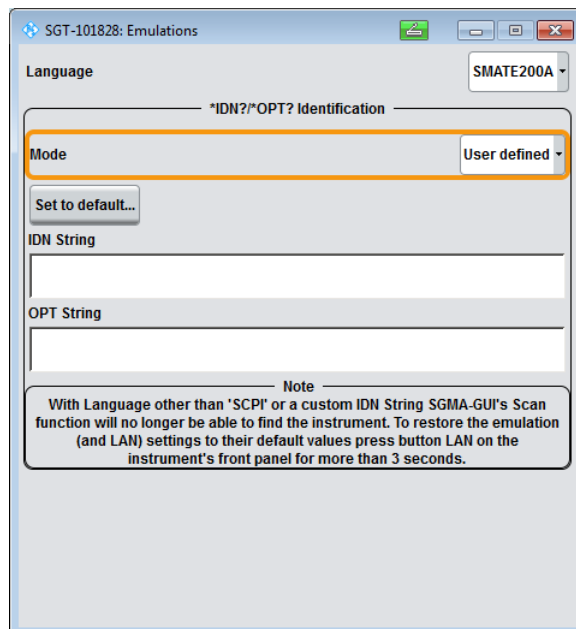 SGT-101828: Emulations
Language
SMATE200A
*IDN?/*OPT? Identification
Mode
User defined
Set to default...
IDN String
OPT String
Note
With Language other than 'SCPI' or a custom IDN String SGMA-GUI's Scan
function will no longer be able to find the instrument. To restore the emulation
(and LAN) settings to their default values press button LAN on the
instrument's front panel for more than 3 seconds.